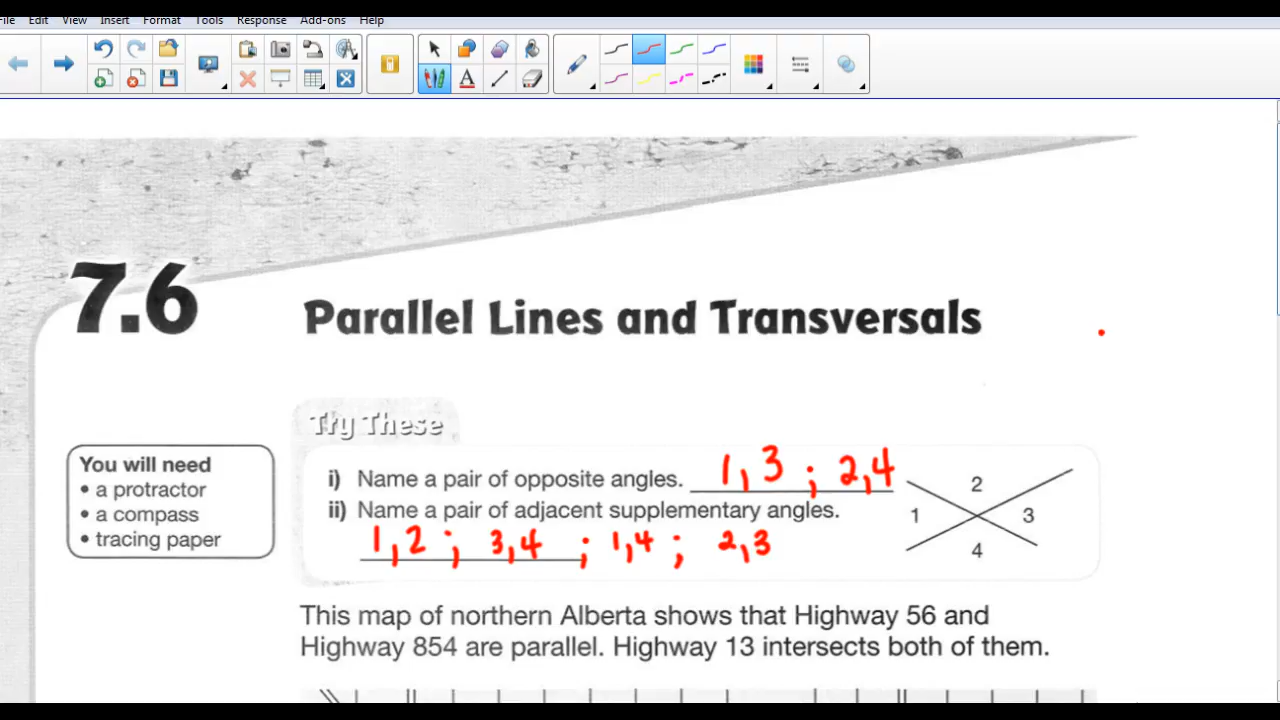 File Edit View Insert Format Tools Response Add-ons Help
7.6 Parallel Lines and Transversals
Try These
You will need
• a protractor
• a compass
• tracing paper
i) Name a pair of opposite angles. 1,3 ; 2,4
ii) Name a pair of adjacent supplementary angles.
1,2 ; 3,4 ; 1,4 ; 2,3
2
1
3
4
This map of northern Alberta shows that Highway 56 and
Highway 854 are parallel. Highway 13 intersects both of them.